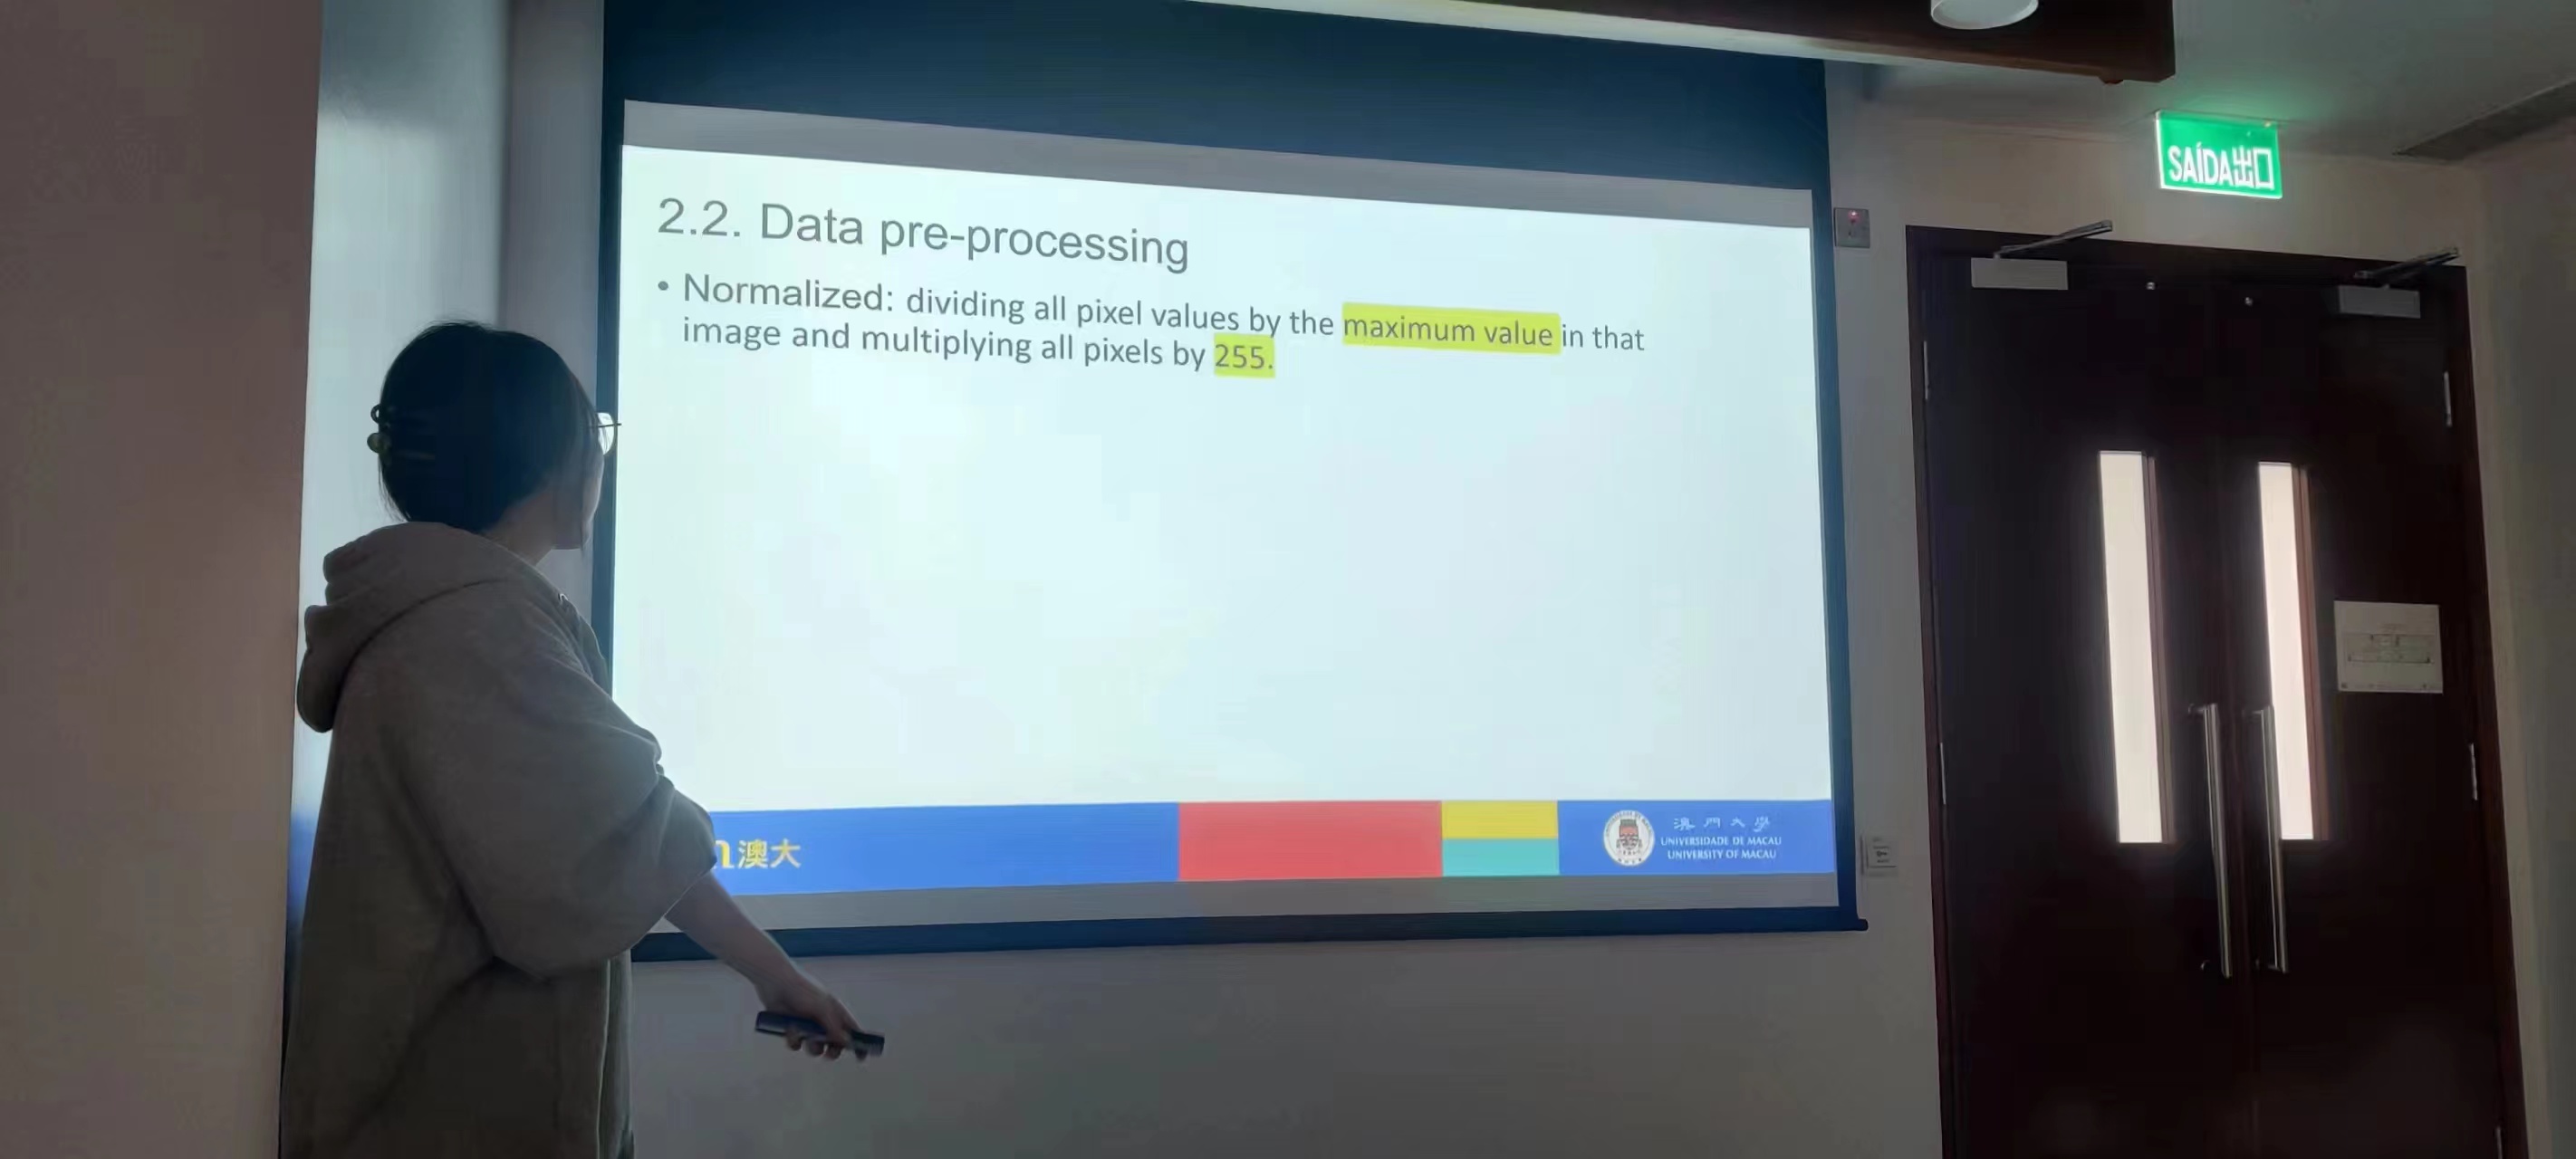 SAÍDA出口
2.2. Data pre-processing
• Normalized: dividing all pixel values by the maximum value in that
image and multiplying all pixels by 255.
澳大
澳門大學
UNIVERSIDADE DE MACAU
UNIVERSITY OF MACAU